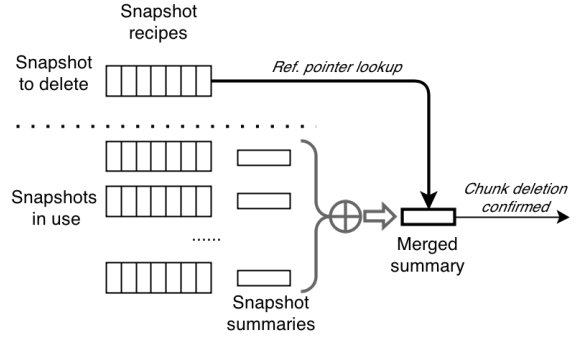 Snapshot
recipes
Snapshot
to delete
Ref. pointer lookup
Snapshots
in use
......
Chunk deletion
confirmed
Merged
summary
Snapshot
summaries